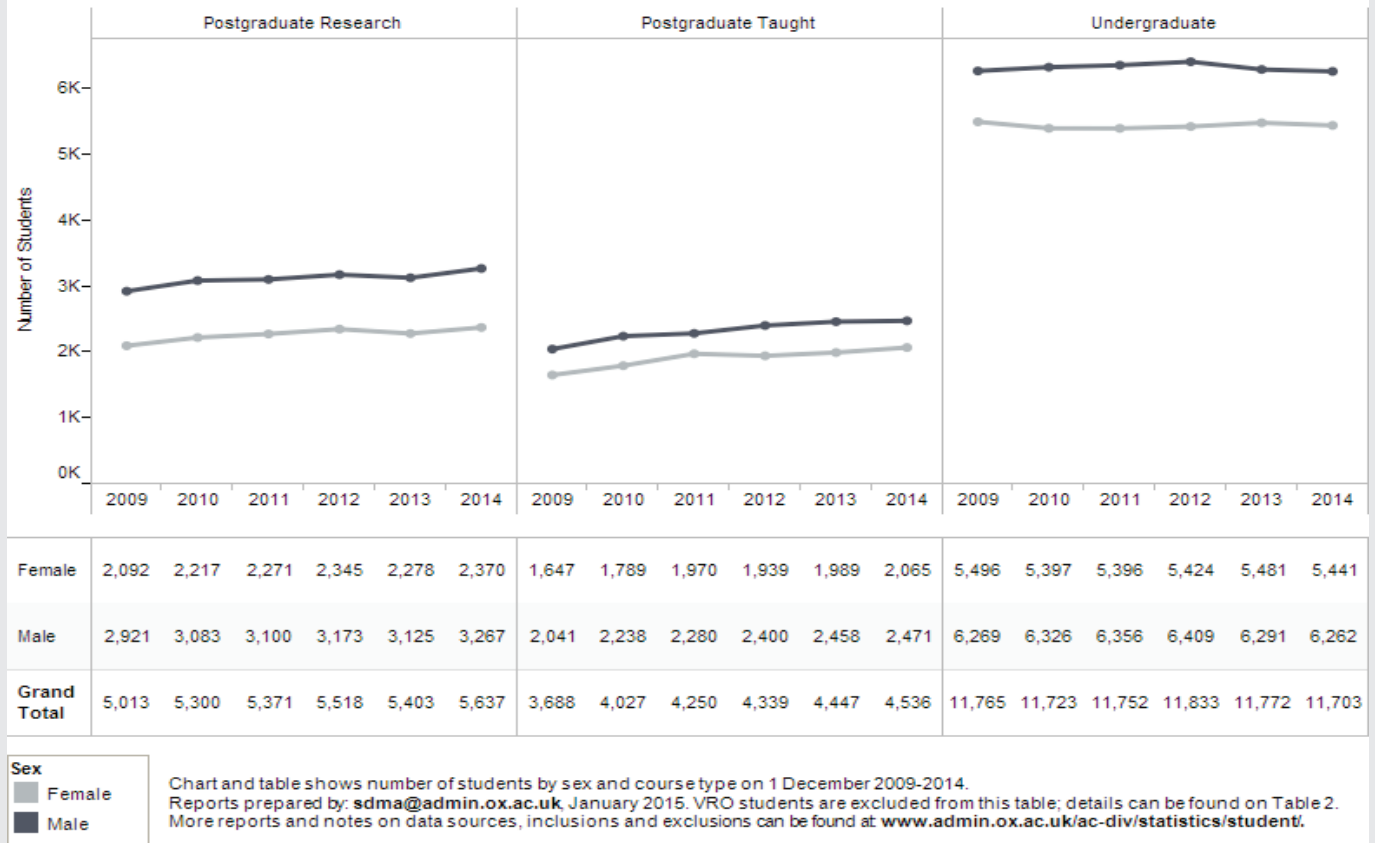 Postgraduate Research Postgraduate Taught Undergraduate
Number of Students
6K
5K
4K
3K
2K
1K
0K
2009 2010 2011 2012 2013 2014 2009 2010 2011 2012 2013 2014 2009 2010 2011 2012 2013 2014
Female 2,092 2,217 2,271 2,345 2,278 2,370 1,647 1,789 1,970 1,939 1,989 2,065 5,496 5,397 5,396 5,424 5,481 5,441
Male 2,921 3,083 3,100 3,173 3,125 3,267 2,041 2,238 2,280 2,400 2,458 2,471 6,269 6,326 6,356 6,409 6,291 6,262
Grand
Total 5,013 5,300 5,371 5,518 5,403 5,637 3,688 4,027 4,250 4,339 4,447 4,536 11,765 11,723 11,752 11,833 11,772 11,703
Sex
Female
Male
Chart and table shows number of students by sex and course type on 1 December 2009-2014.
Reports prepared by: sdma@admin.ox.ac.uk, January 2015. VRO students are excluded from this table; details can be found on Table 2.
More reports and notes on data sources, inclusions and exclusions can be found at www.admin.ox.ac.uk/ac-div/statistics/student/.